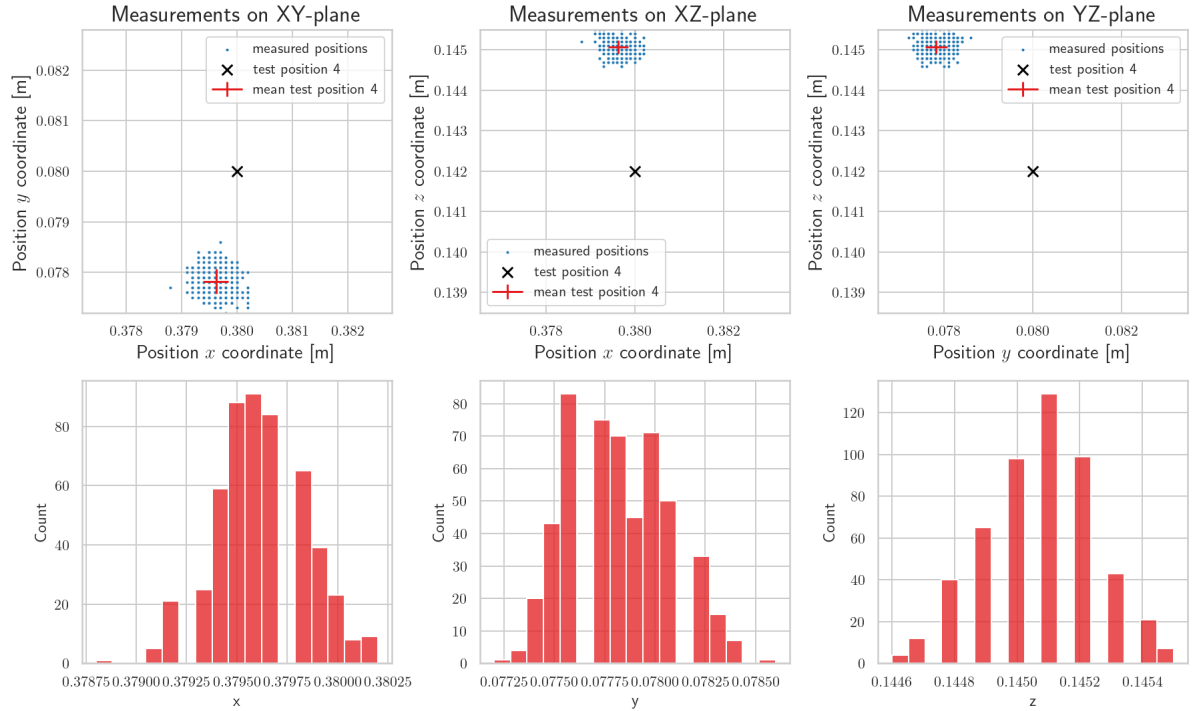 Measurements on XY-plane
Position y coordinate [m]
0.082
0.081
0.080
0.079
0.078
measured positions
test position 4
mean test position 4
0.378 0.379 0.380 0.381 0.382
Position x coordinate [m]
Measurements on XZ-plane
Position z coordinate [m]
0.145
0.144
0.143
0.142
0.141
0.140
0.139
measured positions
test position 4
mean test position 4
0.378 0.380 0.382
Position x coordinate [m]
Measurements on YZ-plane
Position z coordinate [m]
0.145
0.144
0.143
0.142
0.141
0.140
0.139
measured positions
test position 4
mean test position 4
0.078 0.080 0.082
Position y coordinate [m]
Count
80
60
40
20
0
0.37875 0.37900 0.37925 0.37950 0.37975 0.38000 0.38025
x
Count
80
70
60
50
40
30
20
10
0
0.07725 0.07750 0.07775 0.07800 0.07825 0.07850
y
Count
120
100
80
60
40
20
0
0.1446 0.1448 0.1450 0.1452 0.1454
z